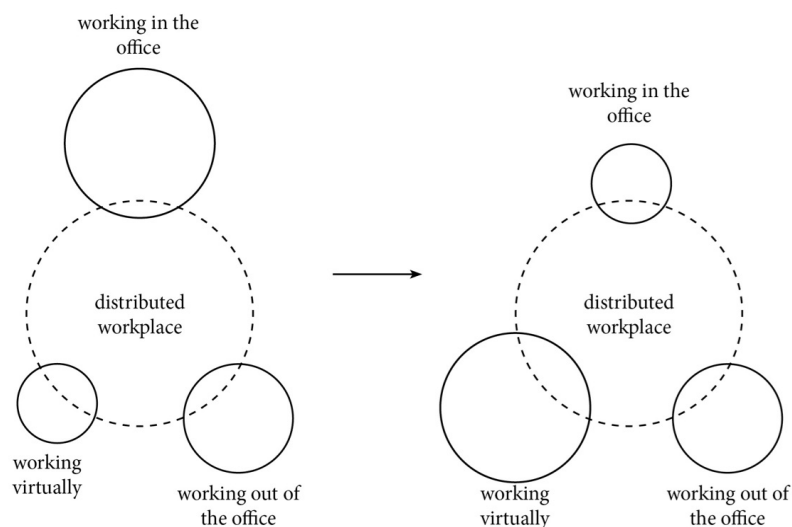 working in the
office
distributed
workplace
working
virtually
working out of
the office
working in the
office
distributed
workplace
working
virtually
working out of
the office